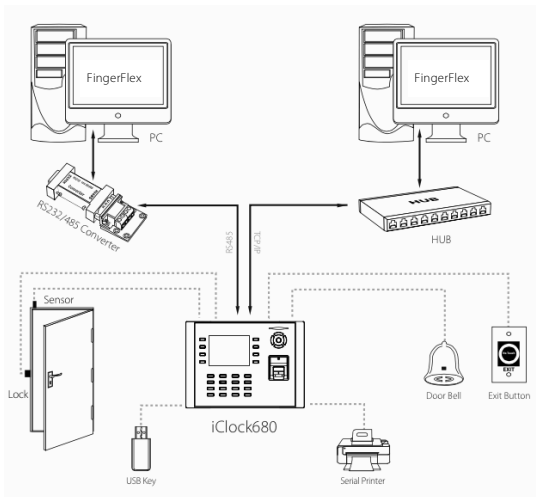 FingerFlex
FingerFlex
PC
PC
RS232/485 Converter
HUB
HUB
RS485
TCP/IP
Sensor
Lock
EXIT
Door Bell
Exit Button
iClock680
USB Key
Serial Printer